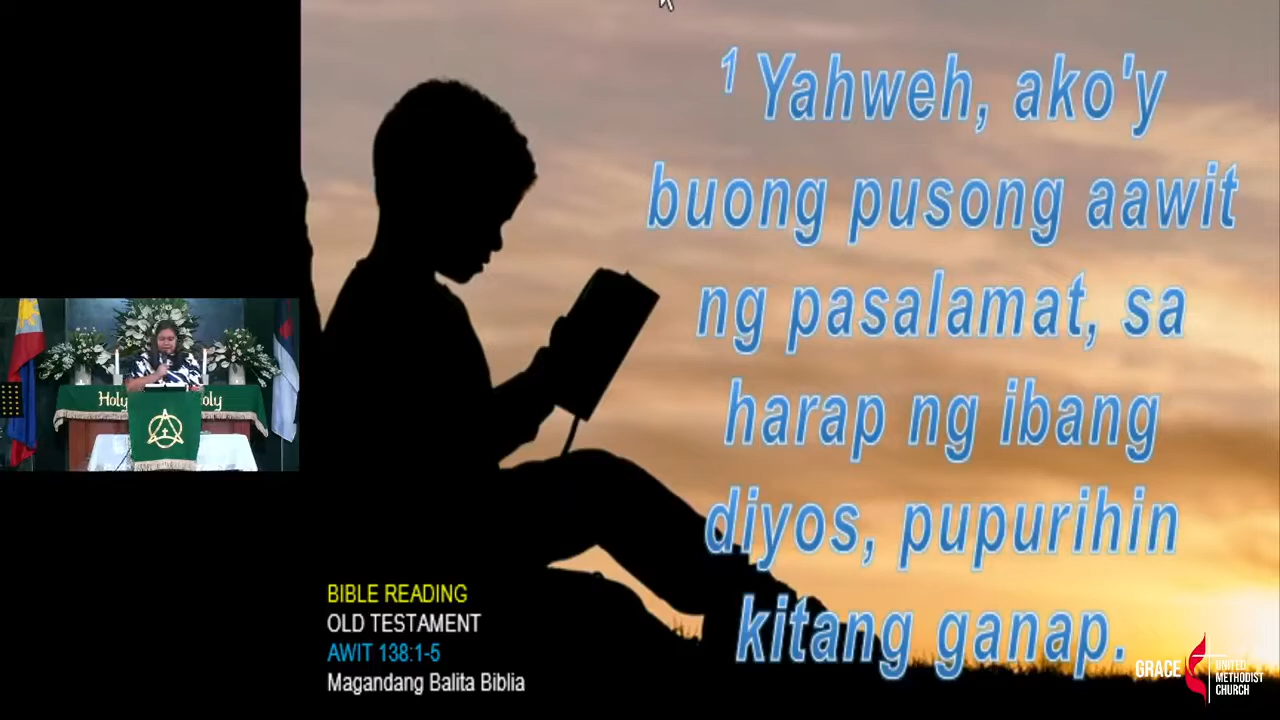 1 Yahweh, ako'y
buong pusong aawit
ng pasalamat, sa
harap ng ibang
diyos, pupurihin
kitang ganap.
BIBLE READING
OLD TESTAMENT
AWIT 138:1-5
Magandang Balita Biblia
Holy
GRACE
UNITED
METHODIST
CHURCH